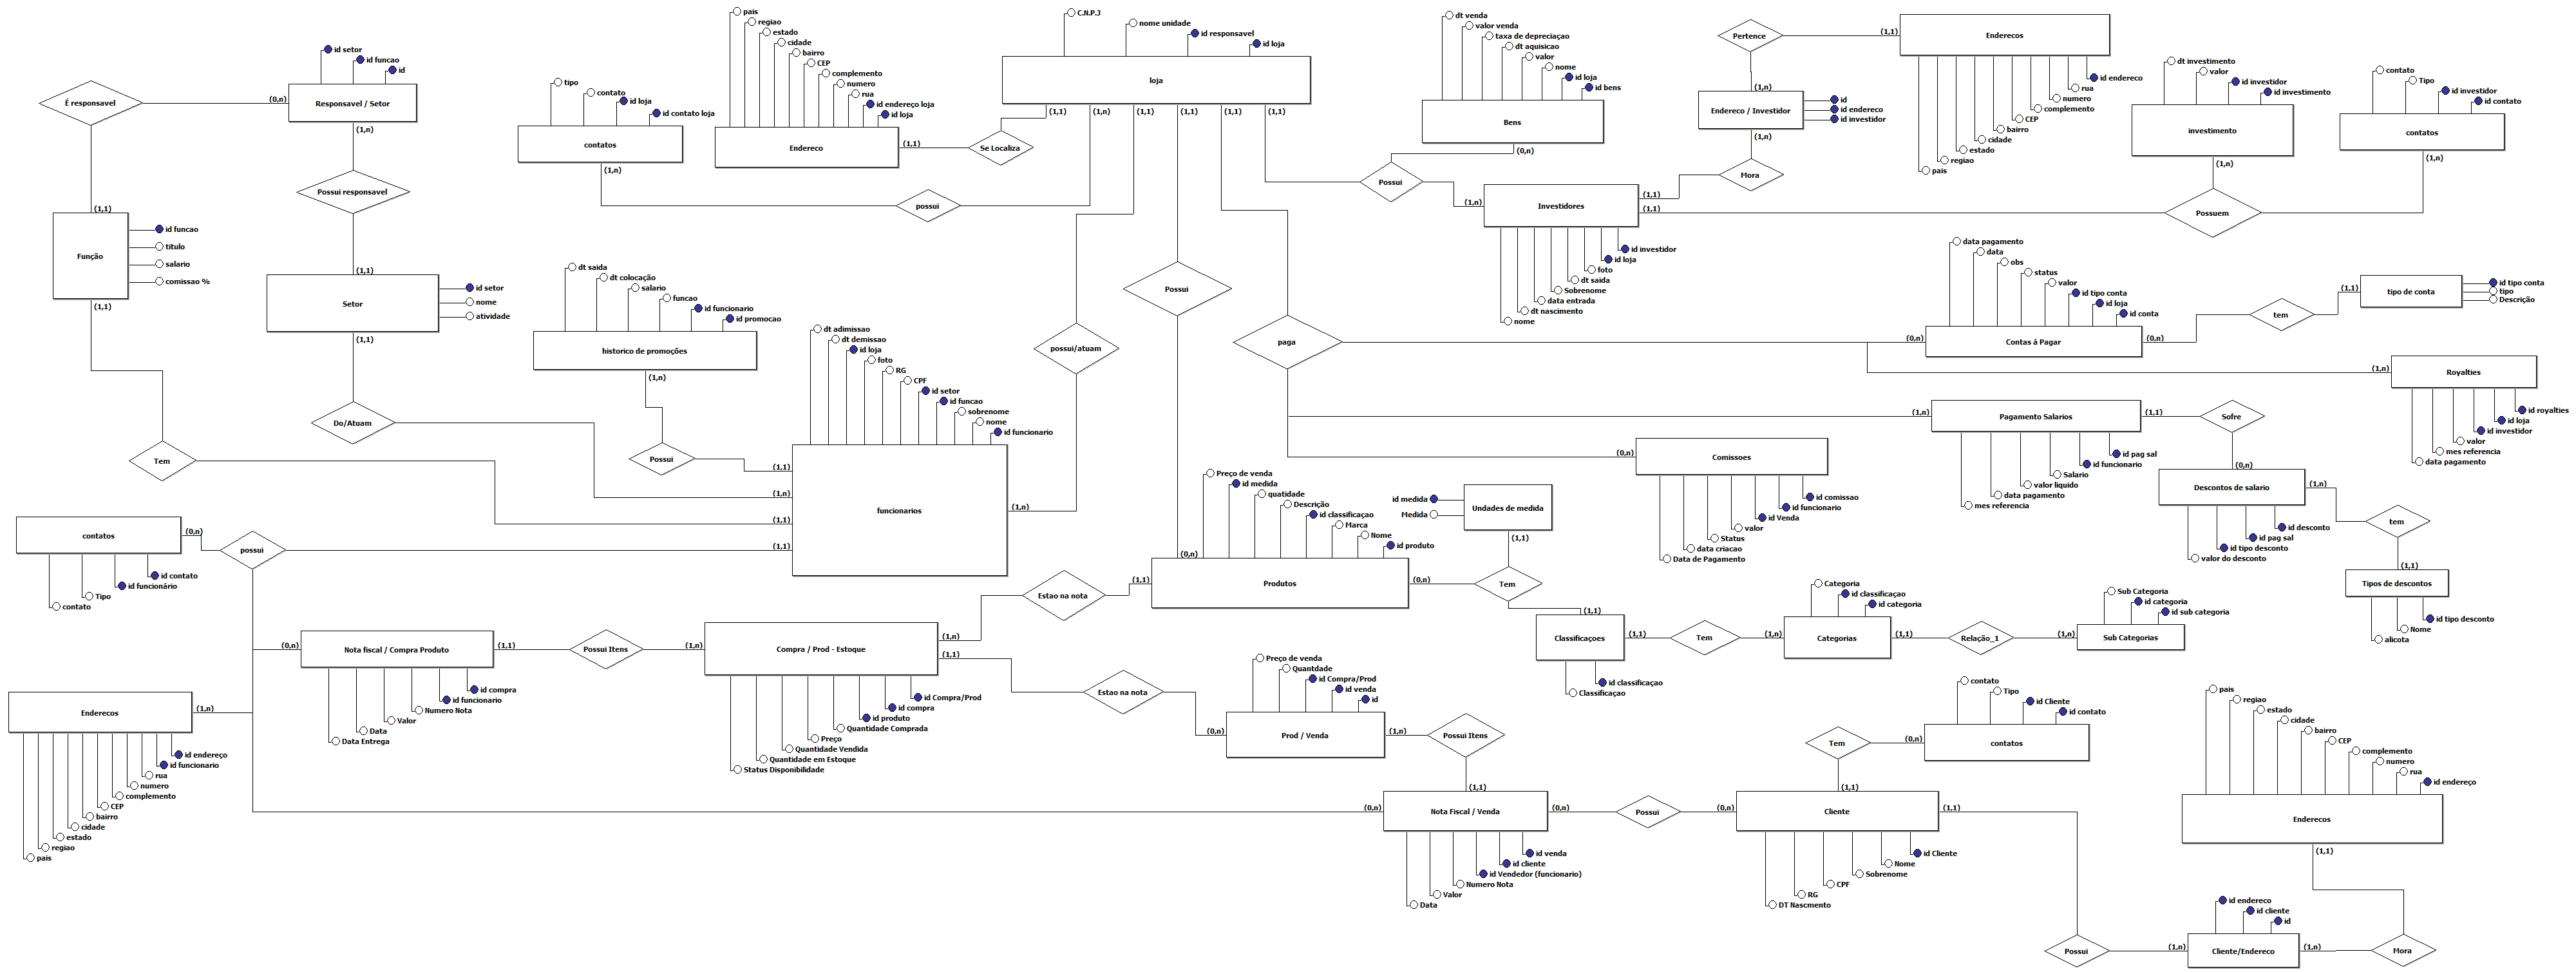 É responsavel
(0,n)
id setor
id funcao
id
Responsavel / Setor
(1,n)
Possui responsavel
(1,1)
Função
id funcao
titulo
salario
comissao %
(1,1)
(1,1)
Setor
id setor
nome
atividade
(1,1)
Do/Atuam
Tem
tipo
contato
id loja
id contato loja
contatos
(1,n)
possui
pais
regiao
estado
cidade
bairro
CEP
complemento
numero
rua
id endereço loja
id loja
Endereco
(1,1)
Se Localiza
C.N.P.J
nome unidade
id responsavel
id loja
loja
(1,1)
(1,n)
(1,1)
(1,1)
(1,1)
(1,1)
dt venda
valor venda
taxa de depreciaçao
dt aquisicao
valor
nome
id loja
id bens
Bens
(0,n)
Possui
(1,n)
Investidores
(1,1)
(1,1)
id investidor
id loja
foto
dt saida
Sobrenome
data entrada
dt nascimento
nome
Pertence
(1,1)
Endereco / Investidor
(1,n)
id
id endereco
id investidor
(1,n)
Mora
Enderecos
id endereco
rua
numero
complemento
CEP
bairro
cidade
estado
regiao
pais
dt investimento
valor
id investidor
id investimento
investimento
(1,n)
contato
Tipo
id investidor
id contato
contatos
(1,n)
Possuem
dt saida
dt colocação
salario
funcao
id funcionario
id promocao
historico de promoções
(1,n)
Possui
(1,1)
dt adimissao
dt demissao
id loja
foto
RG
CPF
id setor
id funcao
sobrenome
nome
id funcionario
funcionarios
(1,n)
(1,1)
(1,1)
(1,n)
possui/atuam
Possui
paga
data pagamento
data
obs
status
valor
id tipo conta
id loja
id conta
Contas á Pagar
(0,n)
(0,n)
tem
(1,1)
tipo de conta
id tipo conta
tipo
Descrição
(1,n)
Royalties
id royalties
id loja
id investidor
valor
mes referencia
data pagamento
(1,n)
Pagamento Salarios
(1,1)
Sofre
id pag sal
id funcionario
Salario
valor liquido
data pagamento
mes referencia
(0,n)
Descontos de salario
(1,n)
id desconto
id pag sal
id tipo desconto
valor do desconto
tem
(1,1)
Tipos de descontos
id tipo desconto
Nome
alicota
(0,n)
Comissoes
id comissao
id funcionario
id Venda
valor
Status
data criacao
Data de Pagamento
Preço de venda
id medida
quatidade
Descrição
id classificaçao
Marca
Nome
id produto
(0,n)
Produtos
(1,1)
(0,n)
id medida
Medida
Undades de medida
(1,1)
Tem
(1,1)
Classificaçoes
(1,1)
id classificaçao
Classificaçao
Tem
(1,n)
Categoria
id classificaçao
id categoria
Categorias
(1,1)
Relação_1
(1,n)
Sub Categoria
id categoria
id sub categoria
Sub Categorias
contatos
(0,n)
possui
id contato
id funcionário
Tipo
contato
(0,n)
Nota fiscal / Compra Produto
(1,1)
id compra
id funcionario
Numero Nota
Valor
Data
Data Entrega
Possui Itens
(1,n)
Compra / Prod - Estoque
(1,n)
(1,1)
id Compra/Prod
id compra
id produto
Quantidade Comprada
Preço
Quantidade Vendida
Quantidade em Estoque
Status Disponibilidade
Estao na nota
Estao na nota
(0,n)
Preço de venda
Quantdade
id Compra/Prod
id venda
id
Prod / Venda
(1,n)
Possui Itens
(1,1)
Enderecos
(1,n)
id endereço
id funcionario
rua
numero
complemento
CEP
bairro
cidade
estado
regiao
pais
(0,n)
Nota Fiscal / Venda
(0,n)
id venda
id cliente
id Vendedor (funcionario)
Numero Nota
Valor
Data
Possui
(0,n)
Cliente
(1,1)
(1,1)
id Cliente
Nome
Sobrenome
CPF
RG
DT Nascmento
Tem
(0,n)
contato
Tipo
id Cliente
id contato
contatos
pais
regiao
estado
cidade
bairro
CEP
complemento
numero
rua
id endereço
Enderecos
(1,1)
Possui
(1,n)
id endereco
id cliente
id
Cliente/Endereco
(1,n)
Mora